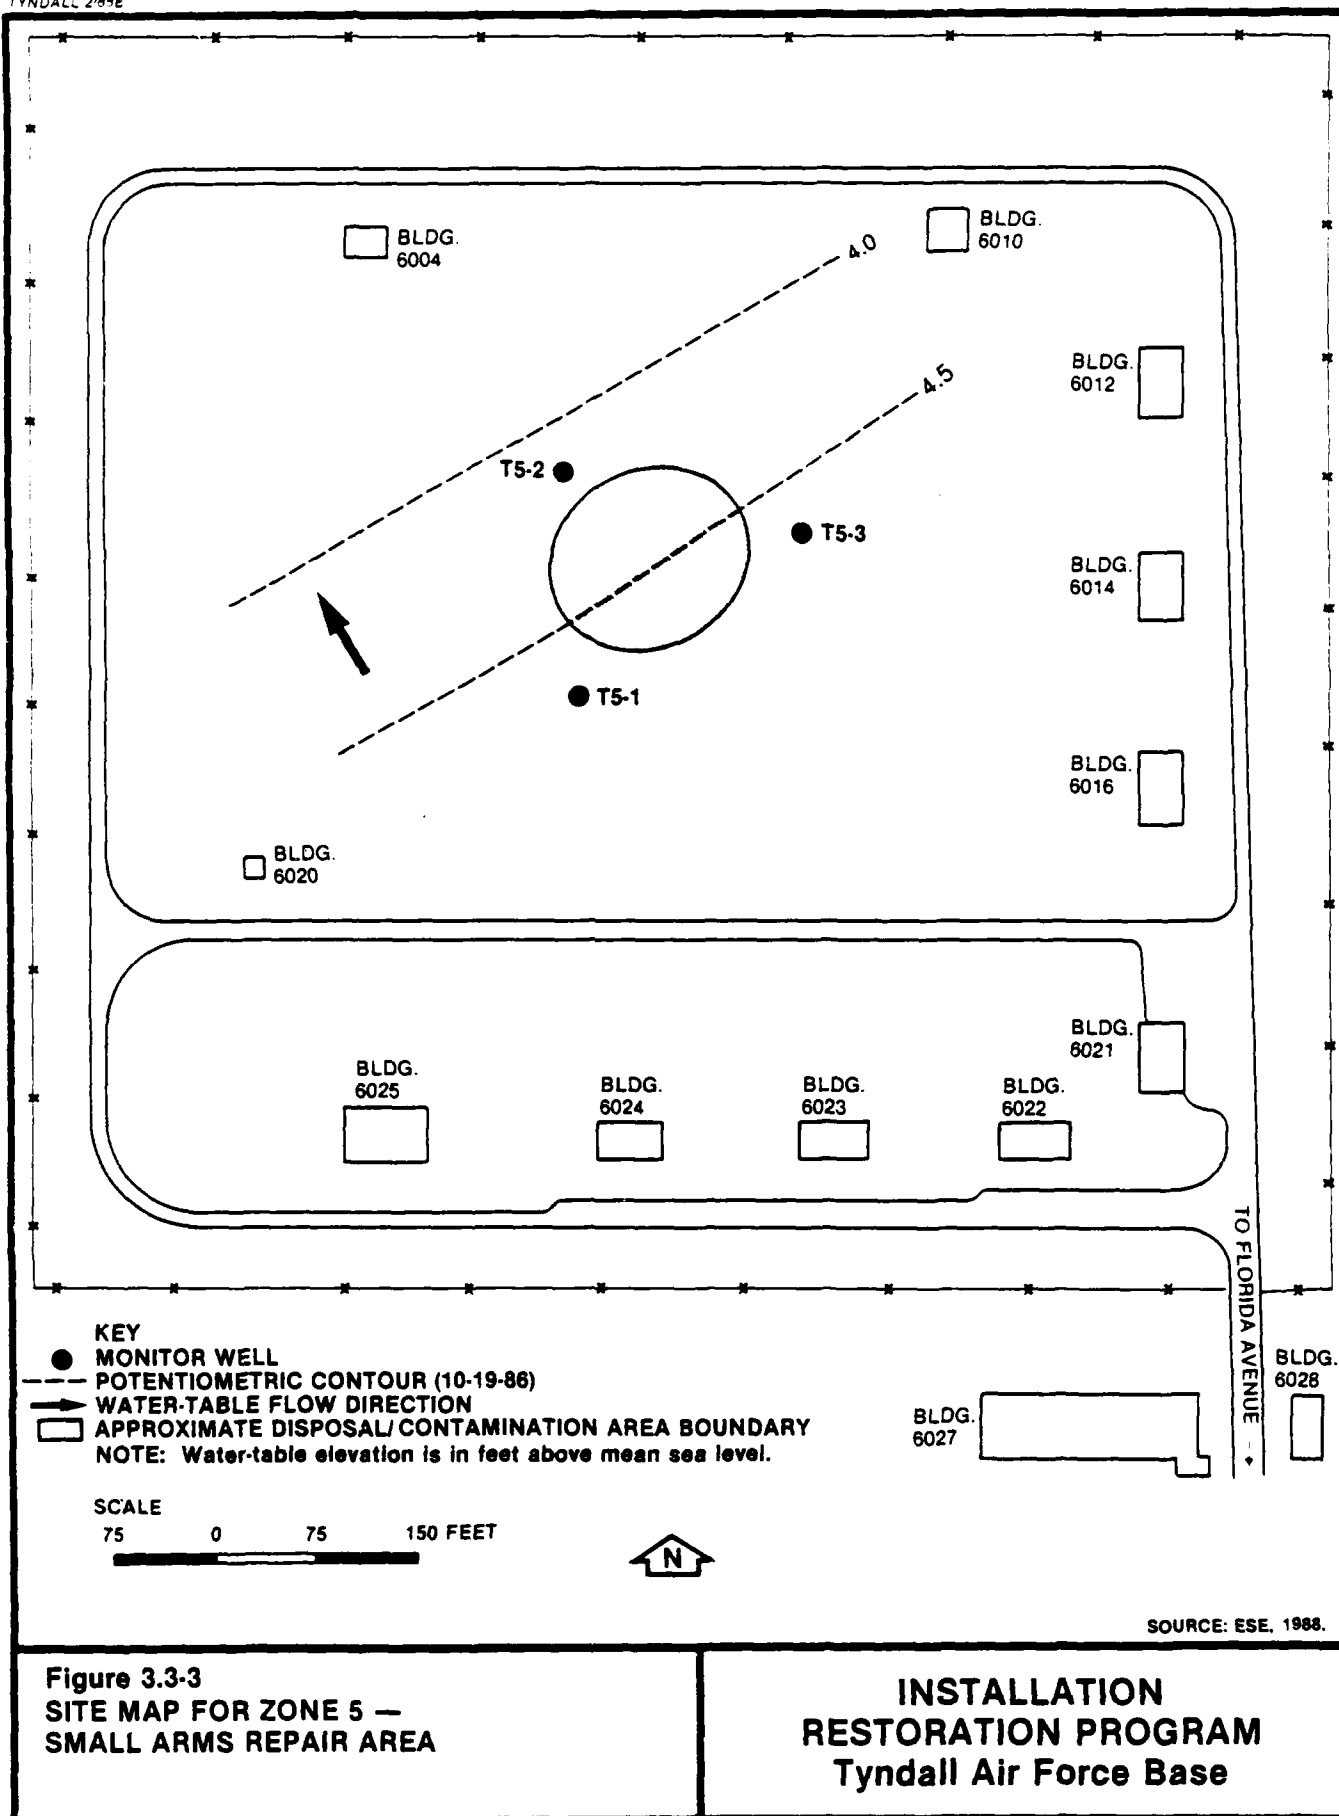 TYNDALL 2/89E
BLDG.
6004
BLDG.
6010
4.0
BLDG.
6012
4.5
T5-2
T5-3
BLDG.
6014
T5-1
BLDG.
6016
BLDG.
6020
BLDG.
6021
BLDG.
6025
BLDG.
6024
BLDG.
6023
BLDG.
6022
TO FLORIDA AVENUE
BLDG.
6028
BLDG.
6027
KEY
MONITOR WELL
POTENTIOMETRIC CONTOUR (10-19-86)
WATER-TABLE FLOW DIRECTION
APPROXIMATE DISPOSAL/CONTAMINATION AREA BOUNDARY
NOTE: Water-table elevation is in feet above mean sea level.
SCALE
75 0 75 150 FEET
N
SOURCE: ESE, 1988.
Figure 3.3-3
SITE MAP FOR ZONE 5 —
SMALL ARMS REPAIR AREA
INSTALLATION
RESTORATION PROGRAM
Tyndall Air Force Base